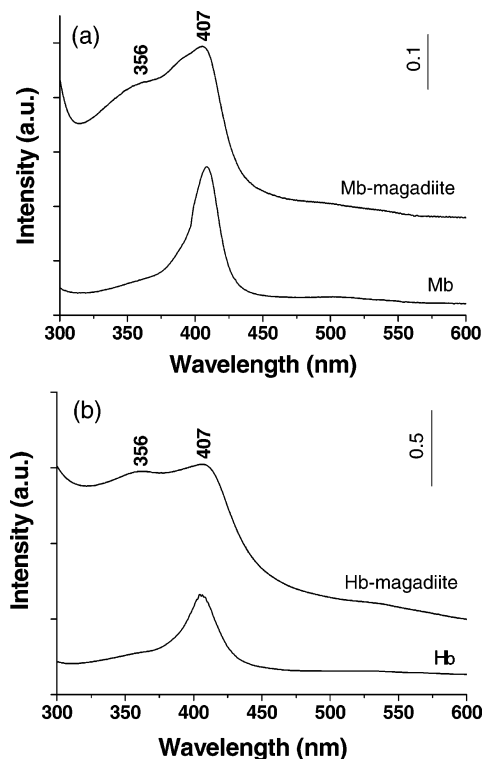 (a)
356
407
0.1
Mb-magadiite
Mb
Intensity (a.u.)
300 350 400 450 500 550 600
Wavelength (nm)
(b)
356
407
0.5
Hb-magadiite
Hb
Intensity (a.u.)
300 350 400 450 500 550 600
Wavelength (nm)